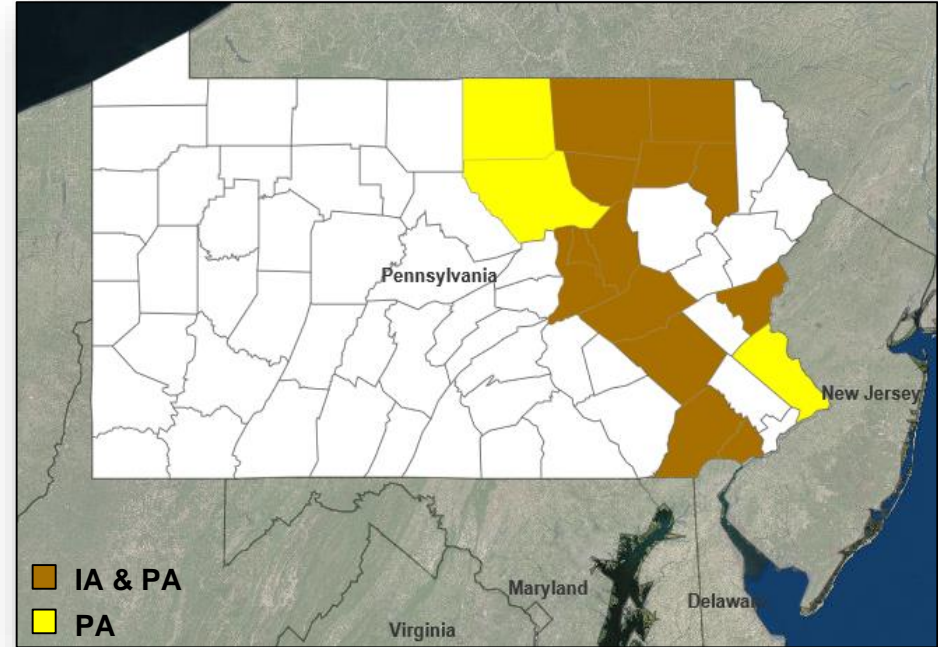 Pennsylvania
New Jersey
IA & PA
Maryland
Delaware
PA
Virginia